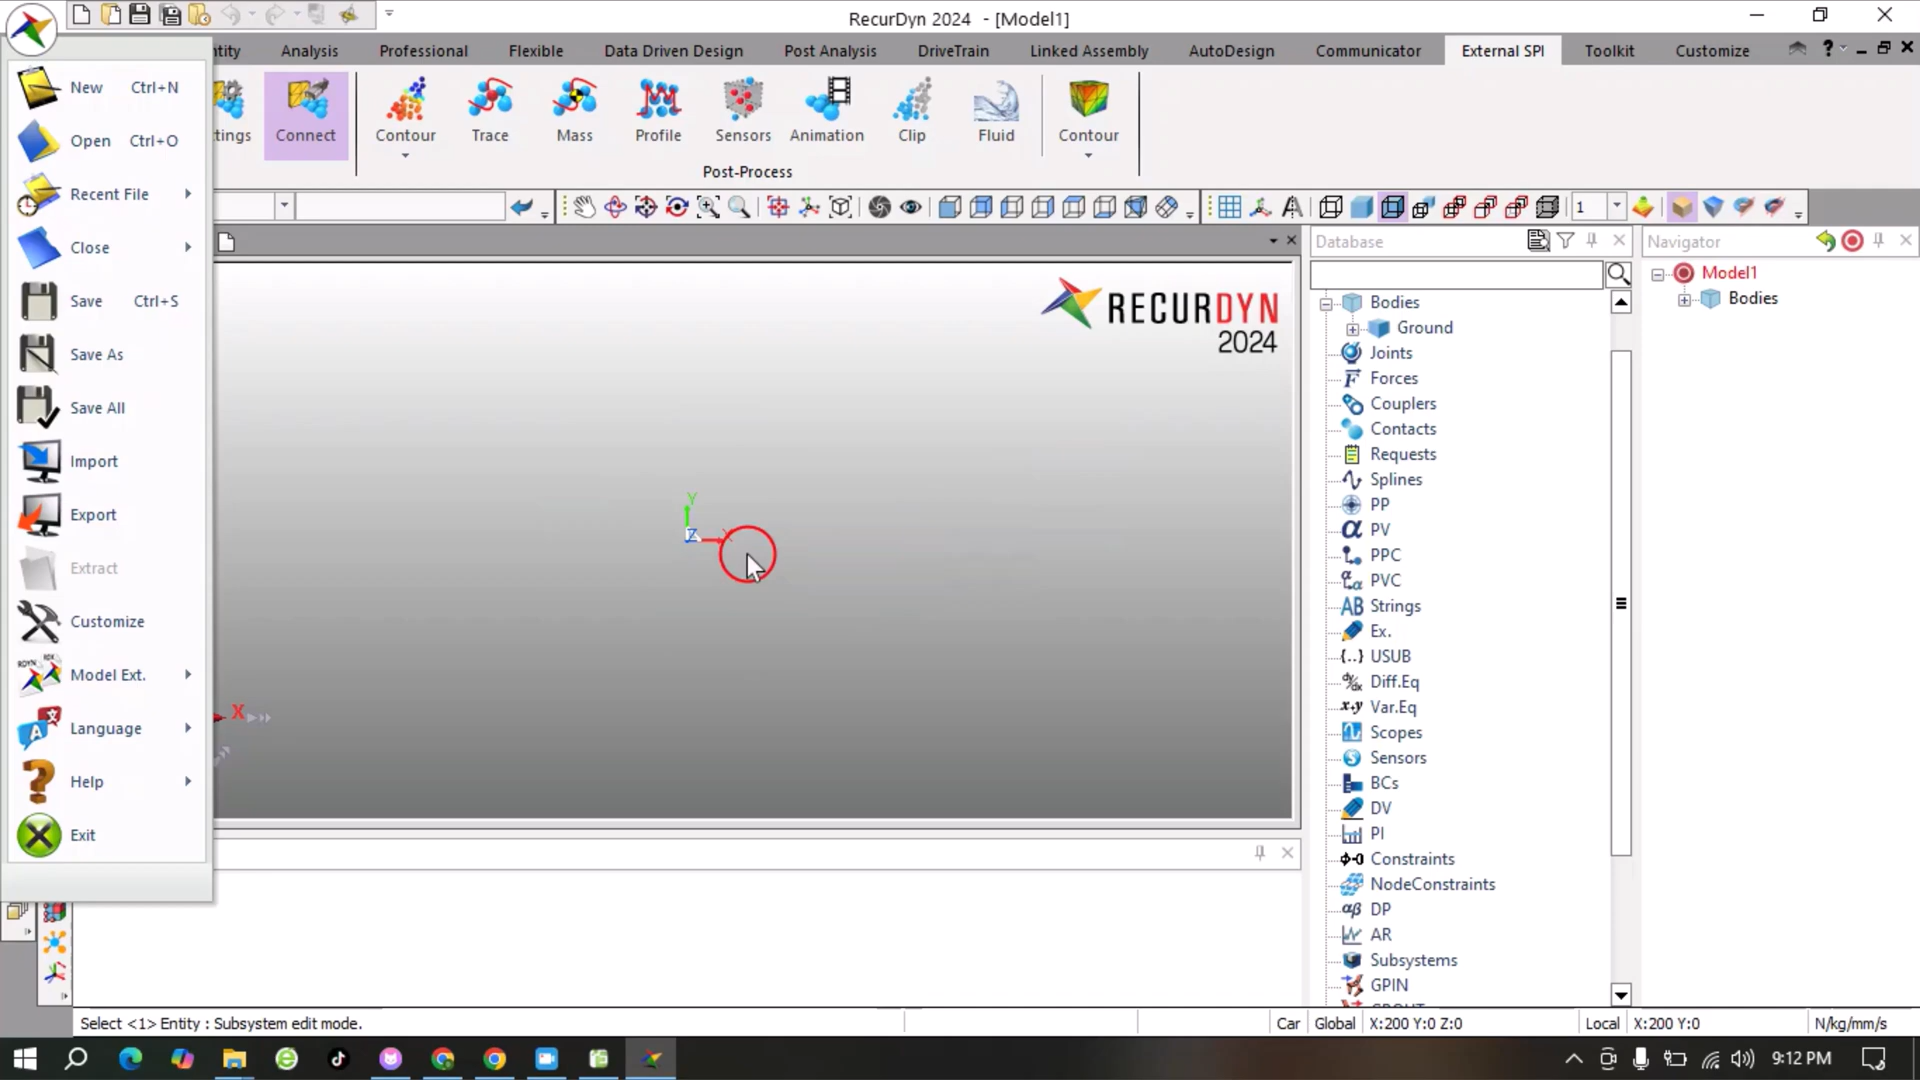 RecurDyn 2024 - [Model1]
ntity
Analysis
Professional
Flexible
Data Driven Design
Post Analysis
DriveTrain
Linked Assembly
AutoDesign
Communicator
External SPI
Toolkit
Customize
New Ctrl+N
Open Ctrl+O
Recent File
Close
Save Ctrl+S
Save As
Save All
Import
Export
Extract
Customize
Model Ext.
Language
Help
Exit
tings
Connect
Contour
Trace
Mass
Profile
Sensors
Animation
Clip
Fluid
Contour
Post-Process
1
Database
Navigator
RECURDYN
2024
Y
Z
X
X
Bodies
Ground
Joints
Forces
Couplers
Contacts
Requests
Splines
PP
PV
PPC
PVC
AB Strings
Ex.
{..} USUB
Diff.Eq
x+y Var.Eq
Scopes
Sensors
BCs
DV
PI
Constraints
NodeConstraints
αβ DP
AR
Subsystems
GPIN
Model1
Bodies
Select <1> Entity : Subsystem edit mode.
Car
Global
X:200 Y:0 Z:0
Local
X:200 Y:0
N/kg/mm/s
9:12 PM